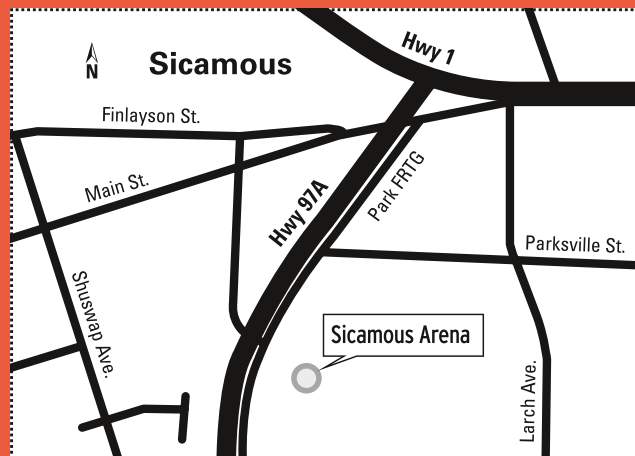 Hwy 1
N
Sicamous
Finlayson St.
Main St.
Park FRTG
Hwy 97A
Parksville St.
Shuswap Ave.
Sicamous Arena
Larch Ave.